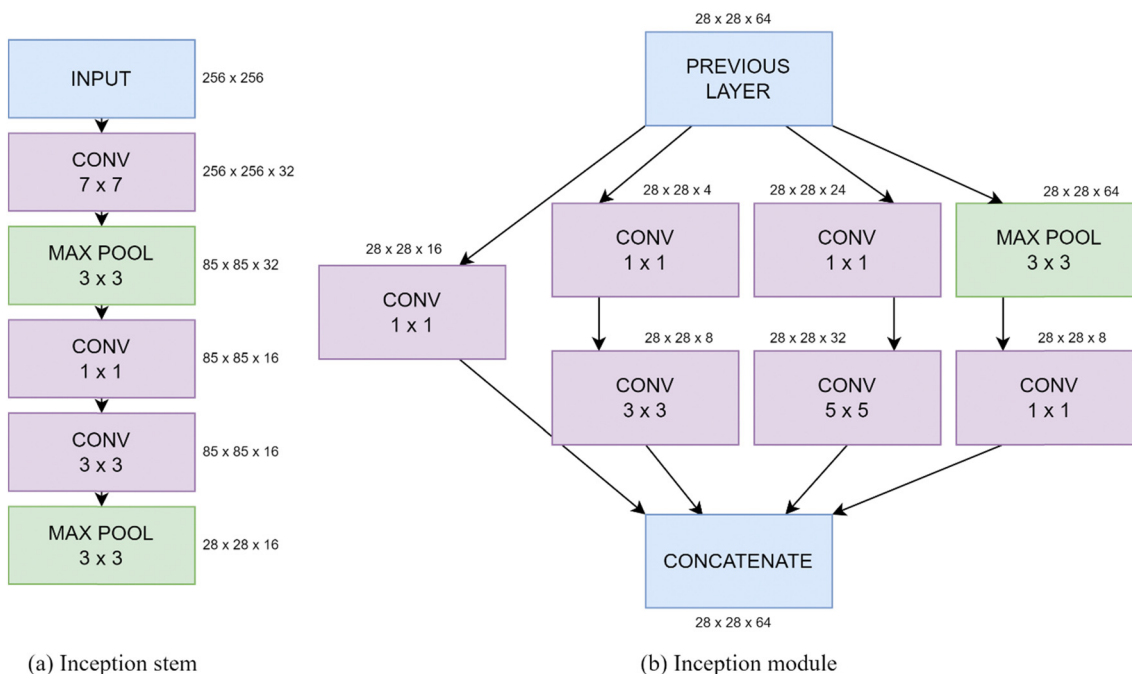 INPUT
256 x 256
CONV
7 x 7
256 x 256 x 32
MAX POOL
3 x 3
85 x 85 x 32
CONV
1 x 1
85 x 85 x 16
CONV
3 x 3
85 x 85 x 16
MAX POOL
3 x 3
28 x 28 x 16
(a) Inception stem
28 x 28 x 64
PREVIOUS
LAYER
28 x 28 x 16
CONV
1 x 1
28 x 28 x 4
CONV
1 x 1
28 x 28 x 24
CONV
1 x 1
28 x 28 x 64
MAX POOL
3 x 3
28 x 28 x 8
CONV
3 x 3
28 x 28 x 32
CONV
5 x 5
28 x 28 x 8
CONV
1 x 1
CONCATENATE
28 x 28 x 64
(b) Inception module